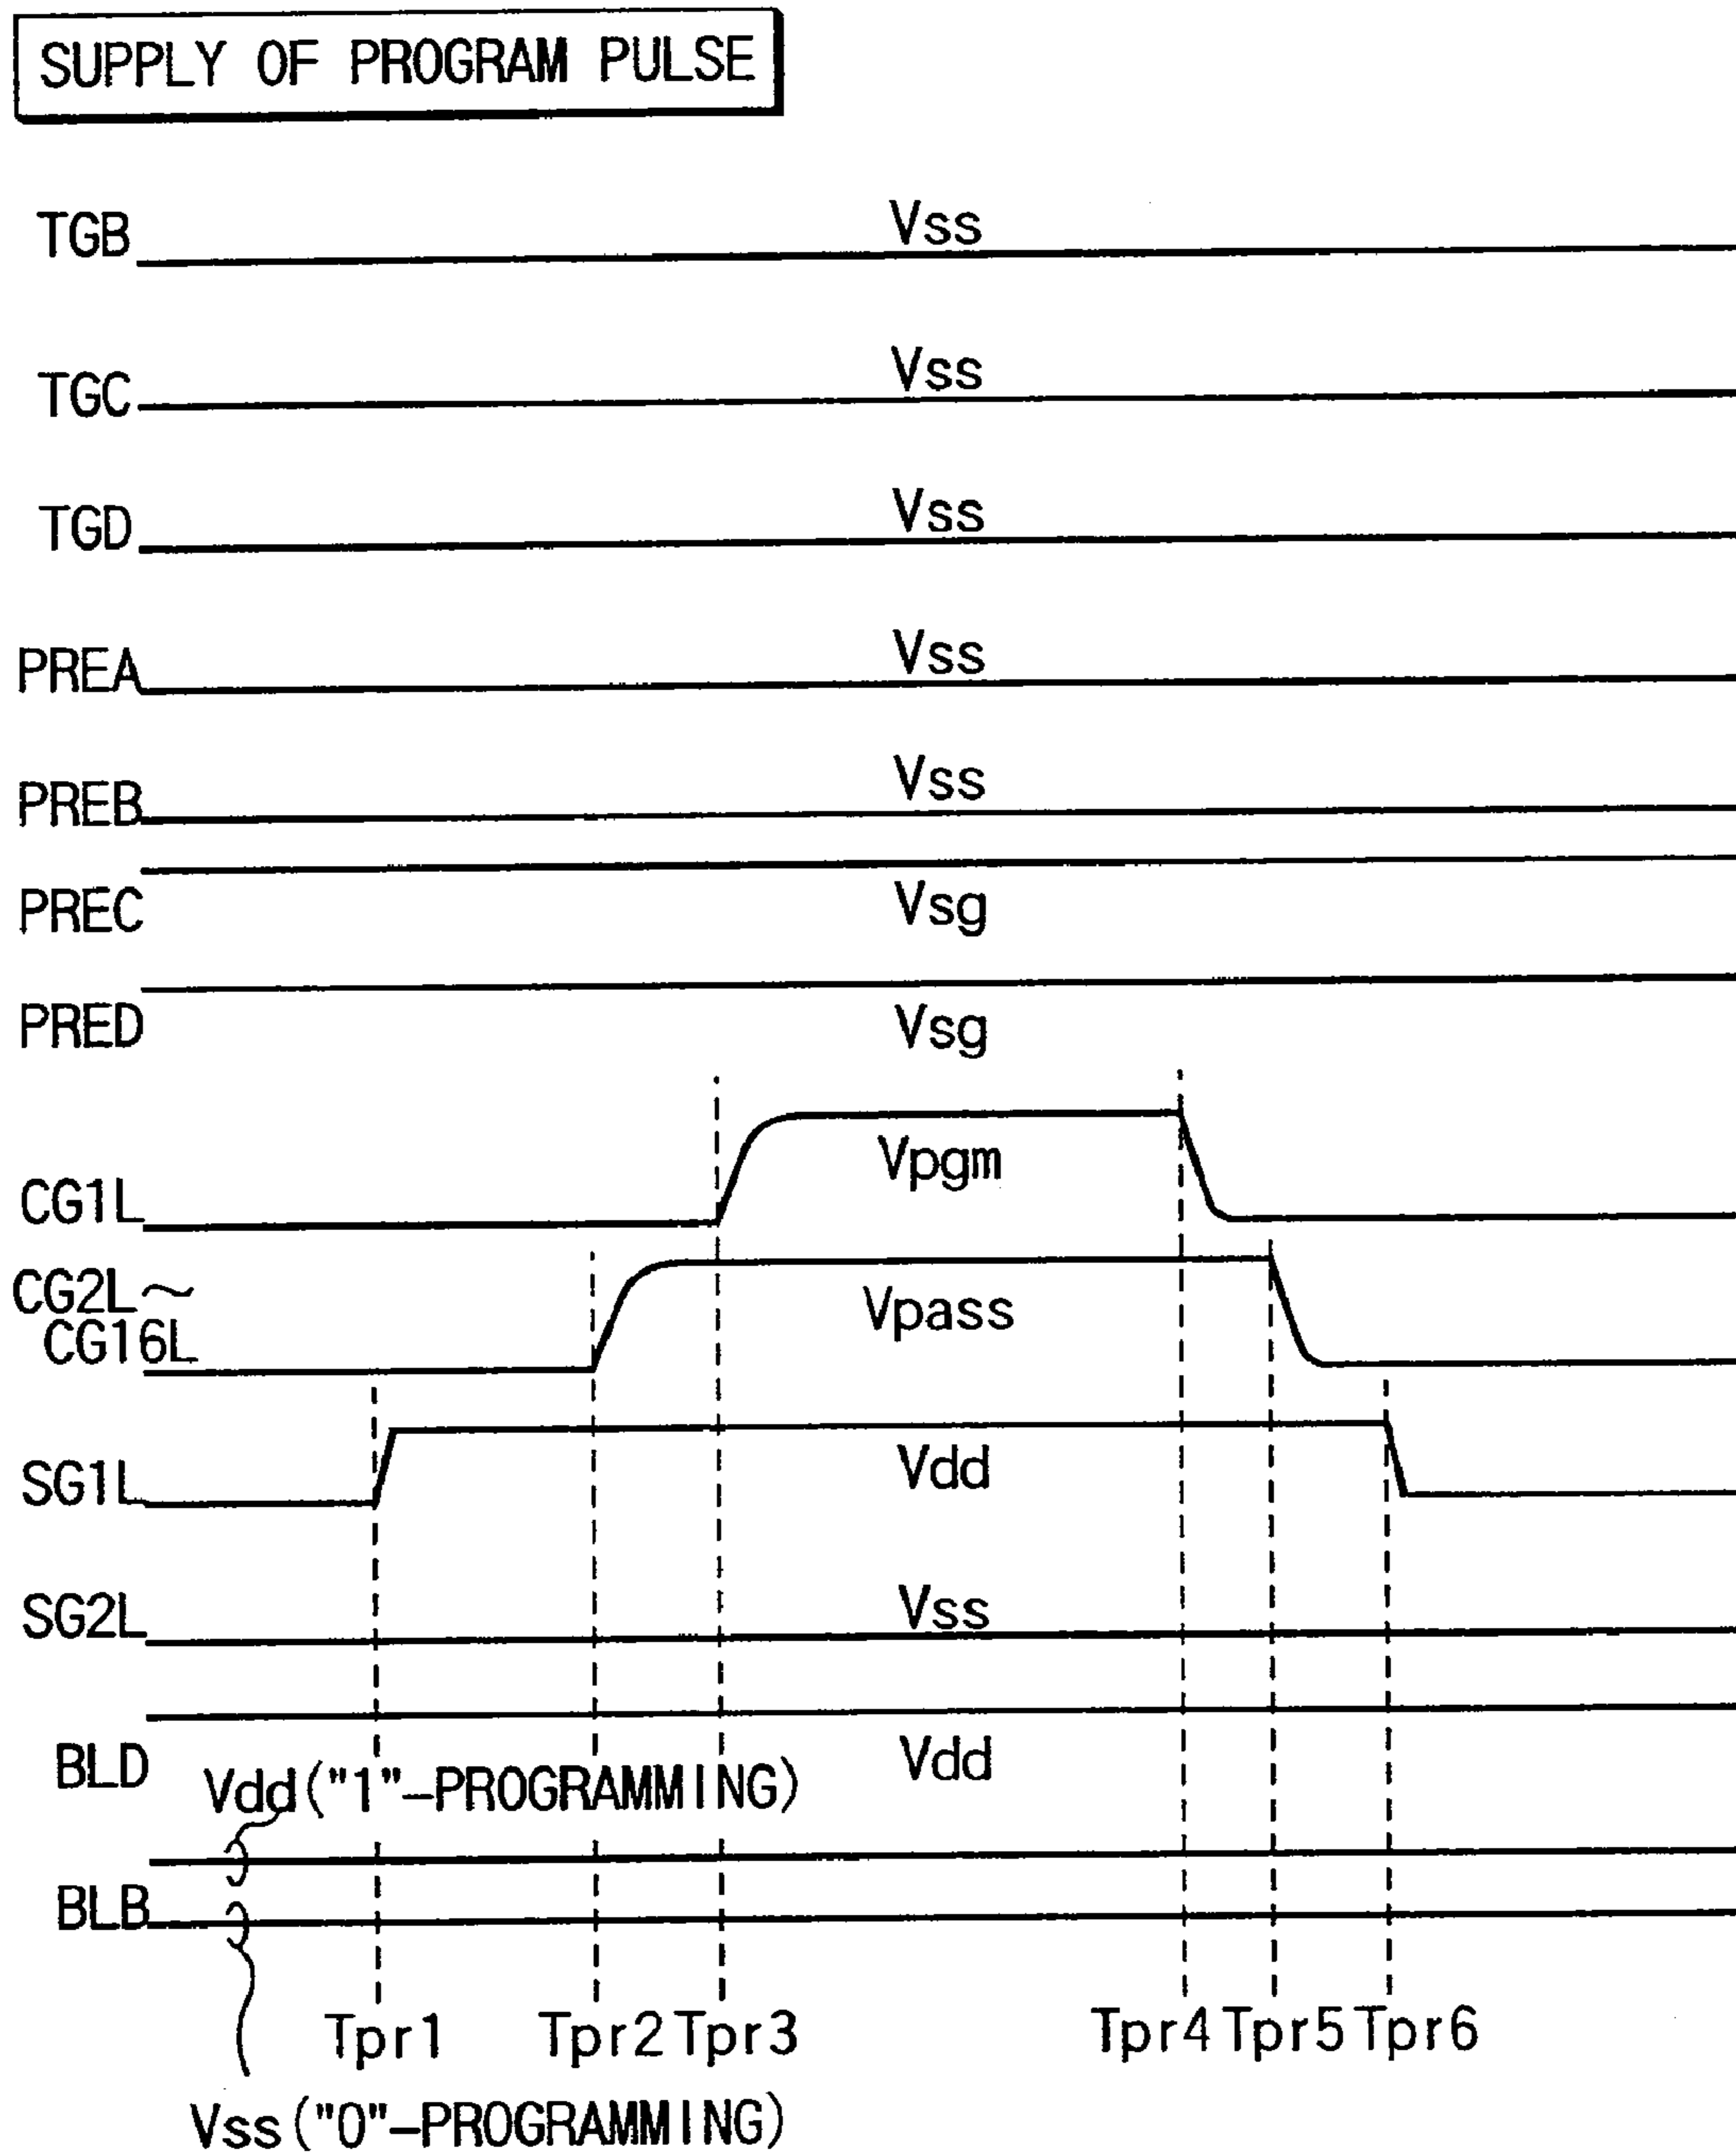 SUPPLY OF PROGRAM PULSE
TGB Vss
TGC Vss
TGD Vss
PREA Vss
PREB Vss
PREC Vsg
PRED Vsg
CG1L Vpgm
CG2L~
CG16L Vpass
SG1L Vdd
SG2L Vss
BLD Vdd
Vdd("1"-PROGRAMMING)
BLB
Tpr1 Tpr2 Tpr3 Tpr4 Tpr5 Tpr6
Vss("0"-PROGRAMMING)